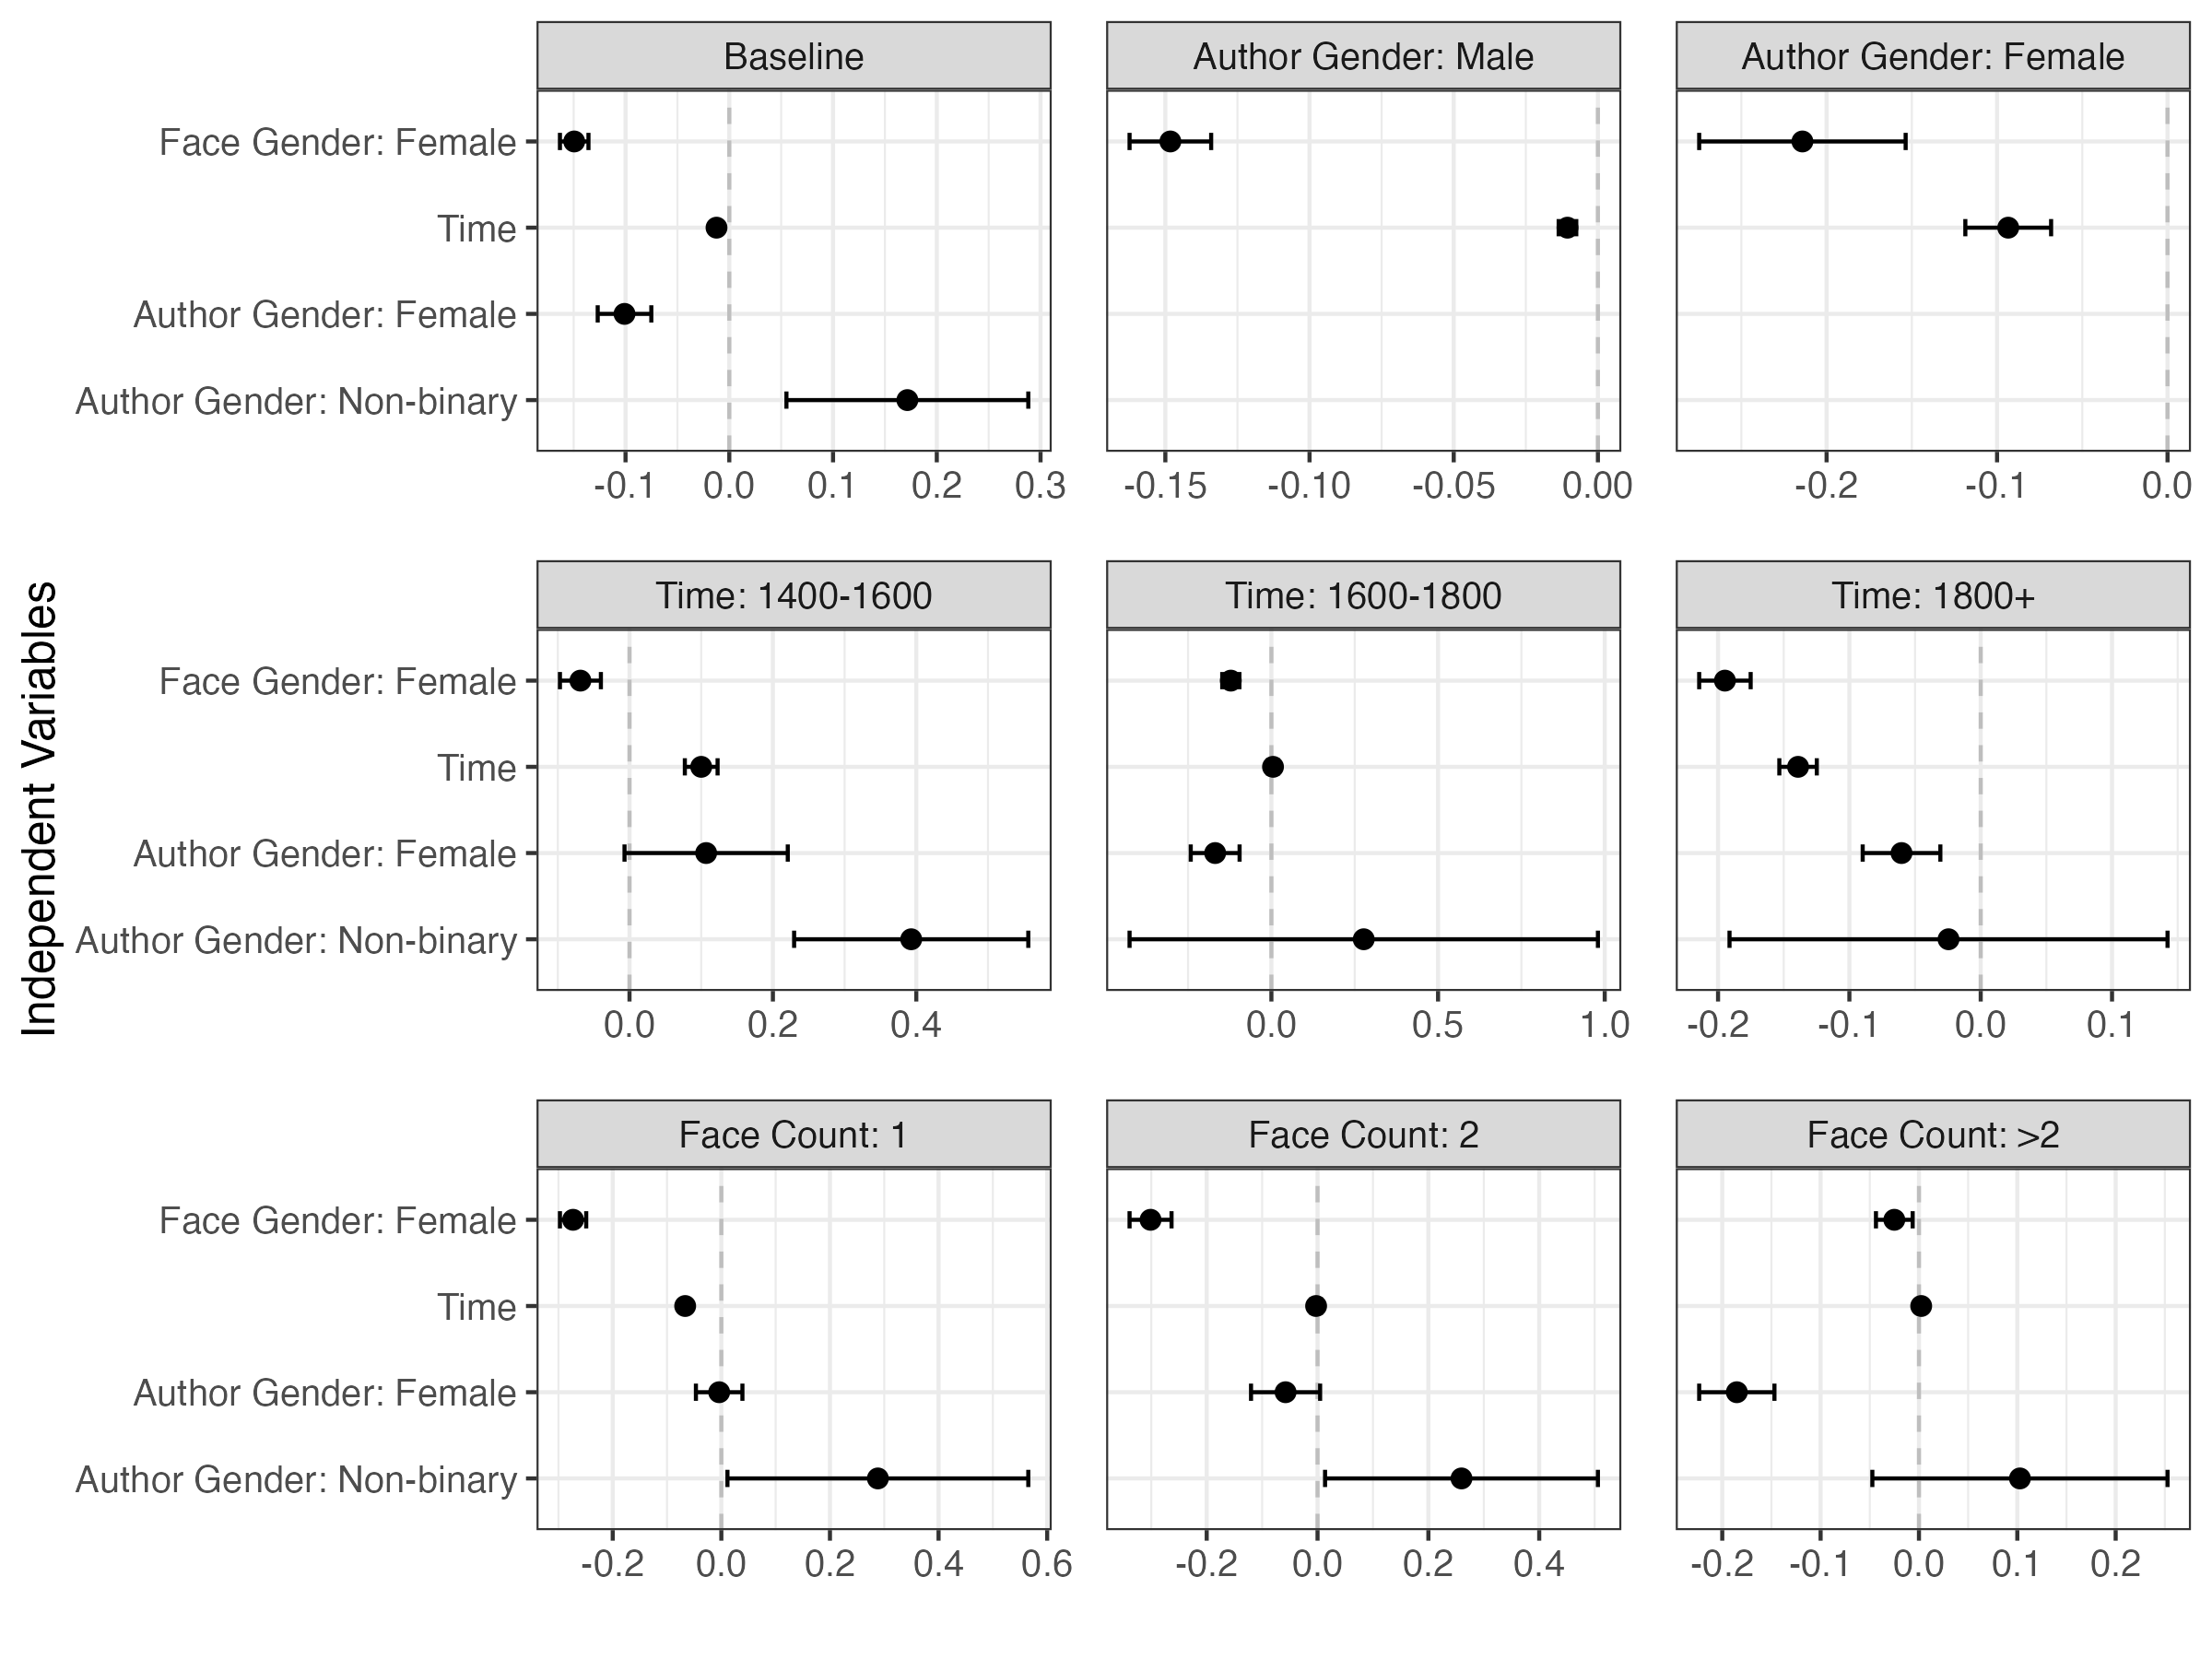 Baseline Author Gender: Male Author Gender: Female
Face Gender: Female
Time
Author Gender: Female
Author Gender: Non-binary
-0.1 0.0 0.1 0.2 0.3 -0.15 -0.10 -0.05 0.00 -0.2 -0.1 0.0
Independent Variables
Time: 1400-1600 Time: 1600-1800 Time: 1800+
Face Gender: Female
Time
Author Gender: Female
Author Gender: Non-binary
0.0 0.2 0.4 0.0 0.5 1.0 -0.2 -0.1 0.0 0.1
Face Count: 1 Face Count: 2 Face Count: >2
Face Gender: Female
Time
Author Gender: Female
Author Gender: Non-binary
-0.2 0.0 0.2 0.4 0.6 -0.2 0.0 0.2 0.4 -0.2 -0.1 0.0 0.1 0.2